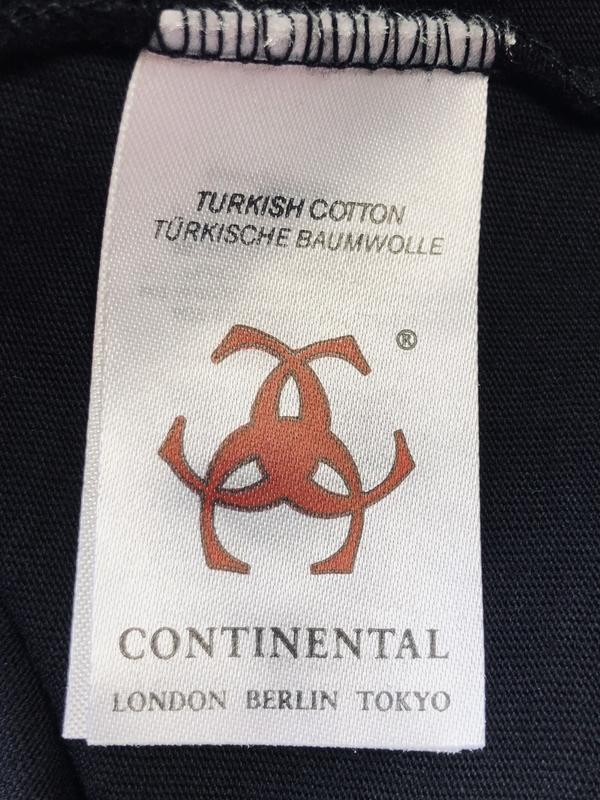 TURKISH COTTON
TÜRKISCHE BAUMWOLLE
®
CONTINENTAL
LONDON BERLIN TOKYO